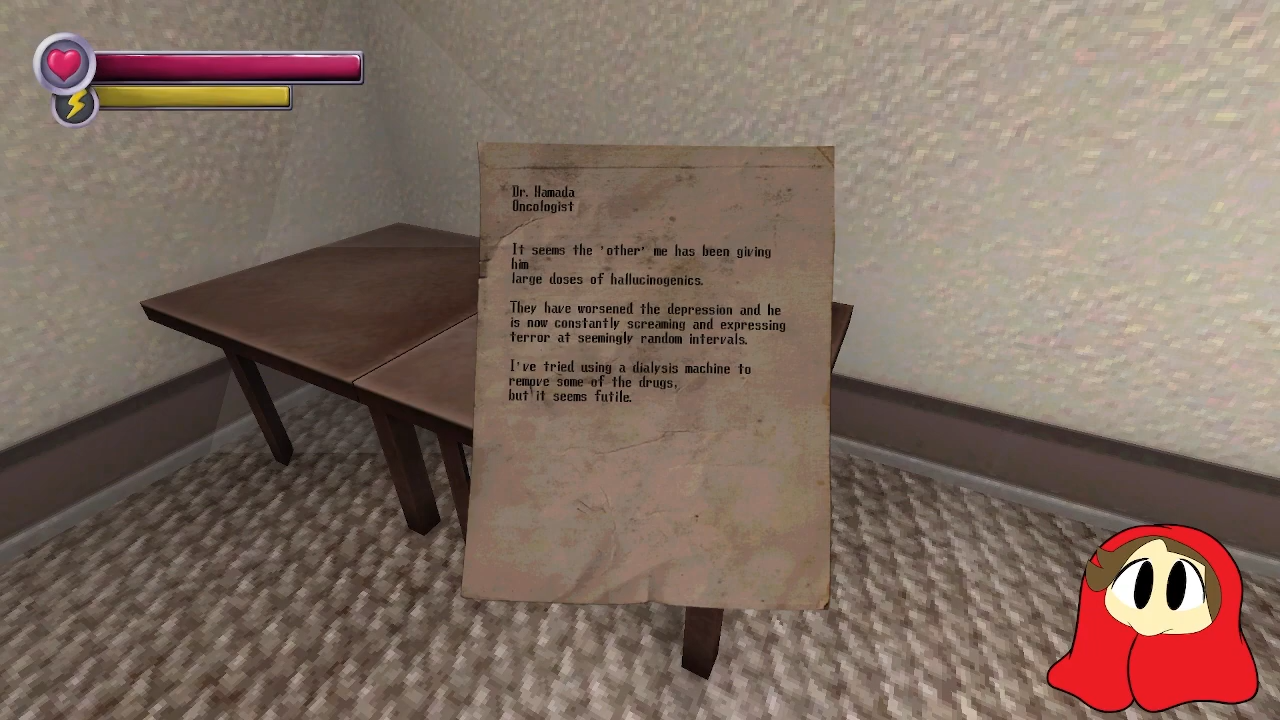 Dr. Hamada
Oncologist
It seems the 'other' me has been giving
him
large doses of hallucinogenics.
They have worsened the depression and he
is now constantly screaming and expressing
terror at seemingly random intervals.
I've tried using a dialysis machine to
remove some of the drugs,
but it seems futile.